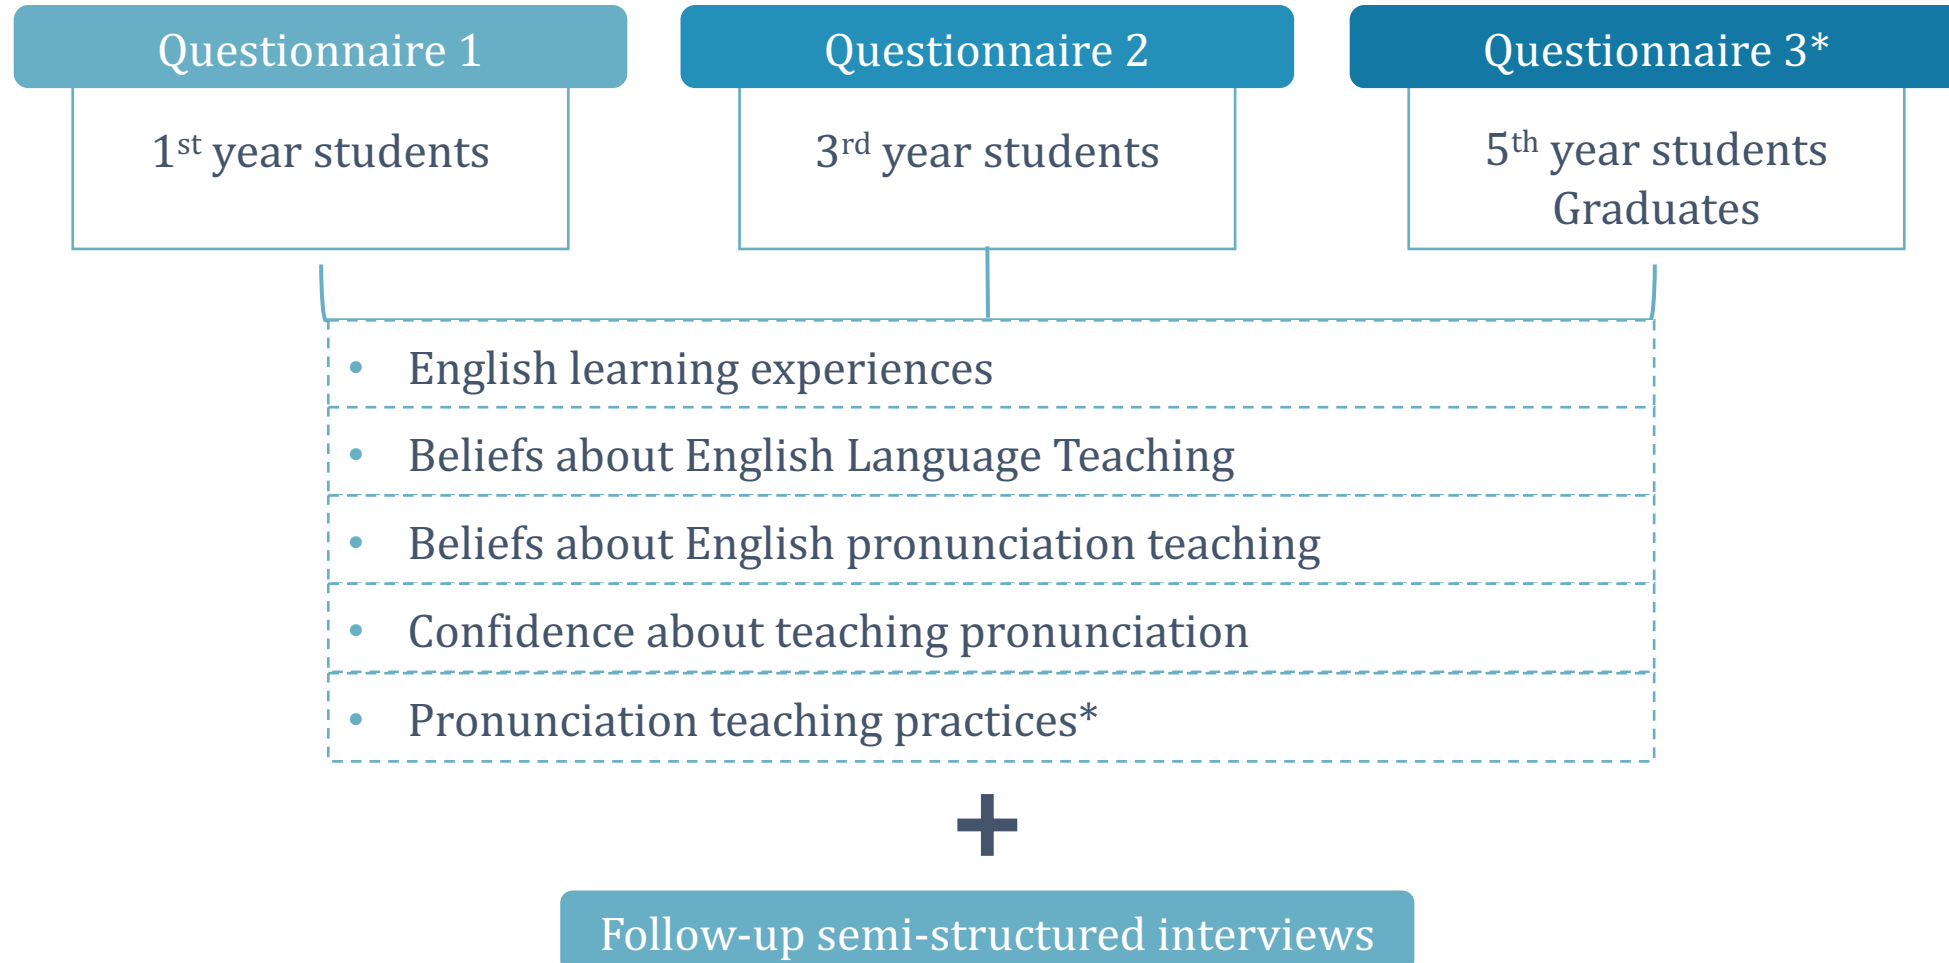 Questionnaire 1
Questionnaire 2
Questionnaire 3*
1st year students
3rd year students
5th year students
Graduates
• English learning experiences
• Beliefs about English Language Teaching
• Beliefs about English pronunciation teaching
• Confidence about teaching pronunciation
• Pronunciation teaching practices*
+
Follow-up semi-structured interviews